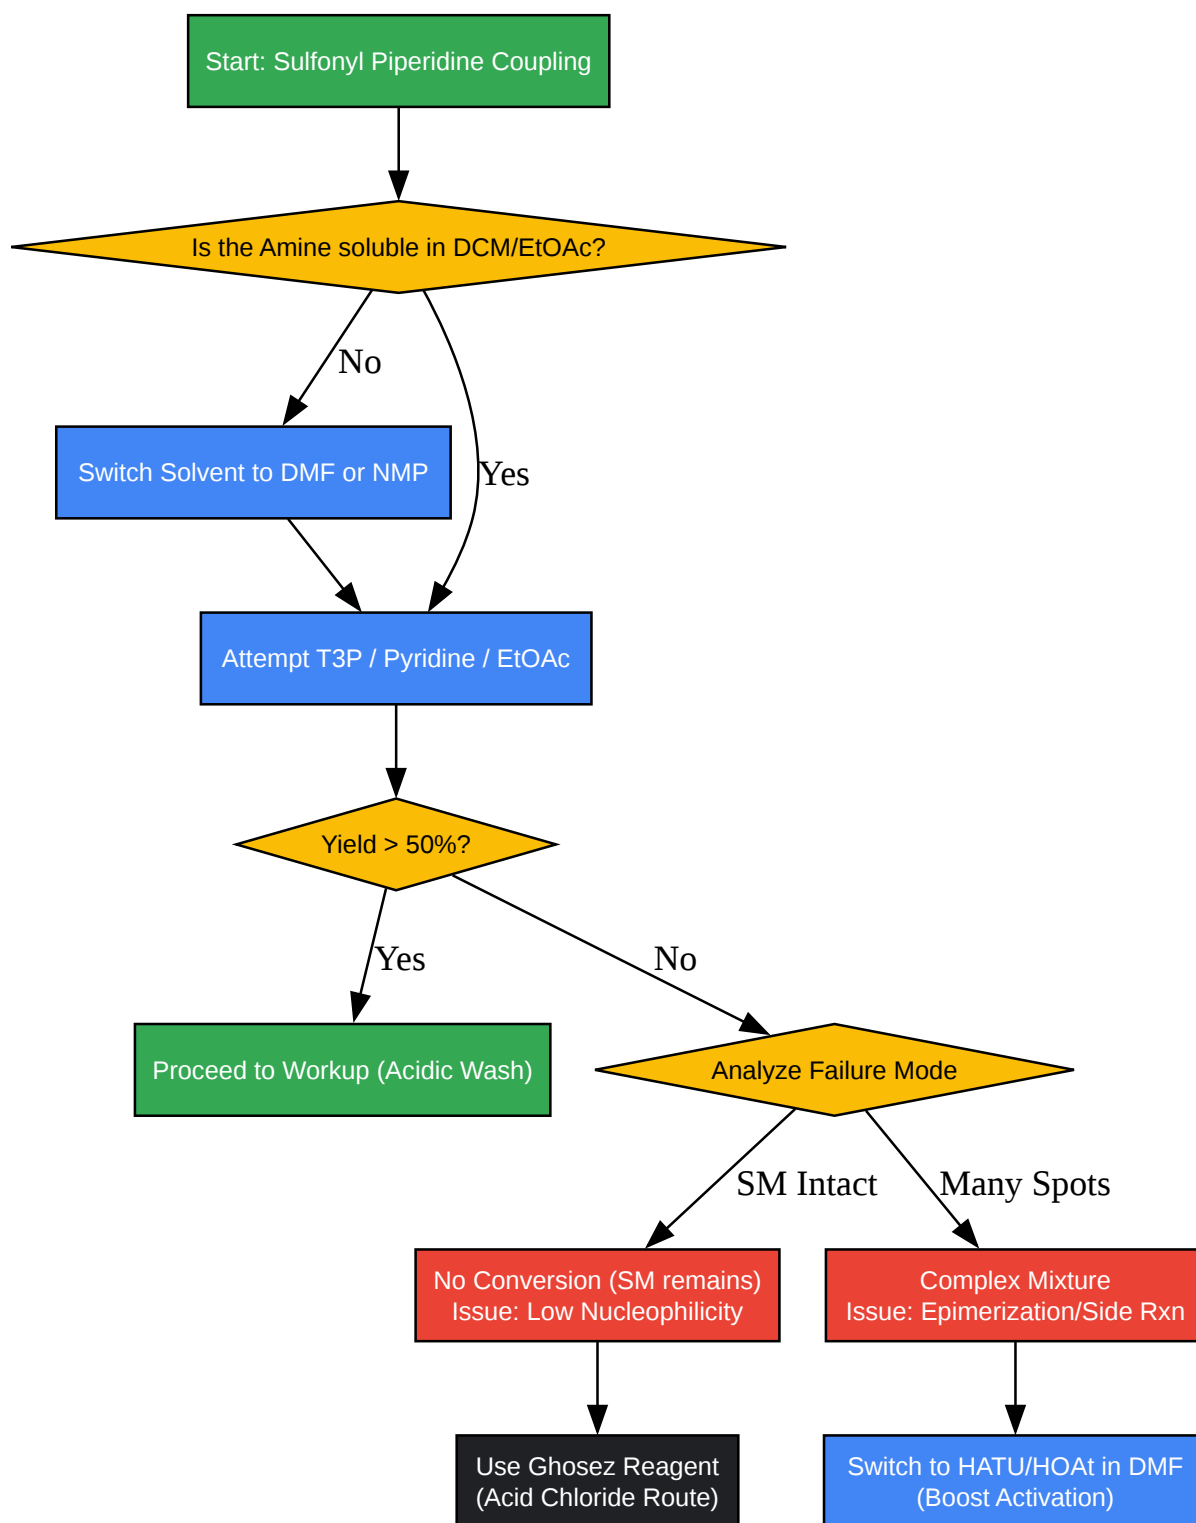 Start: Sulfonyl Piperidine Coupling
Is the Amine soluble in DCM/EtOAc?
No
Switch Solvent to DMF or NMP
Yes
Attempt T3P / Pyridine / EtOAc
Yield > 50%?
Yes
No
Proceed to Workup (Acidic Wash)
Analyze Failure Mode
SM Intact
Many Spots
No Conversion (SM remains)
Issue: Low Nucleophilicity
Complex Mixture
Issue: Epimerization/Side Rxn
Use Ghosez Reagent
(Acid Chloride Route)
Switch to HATU/HOAt in DMF
(Boost Activation)